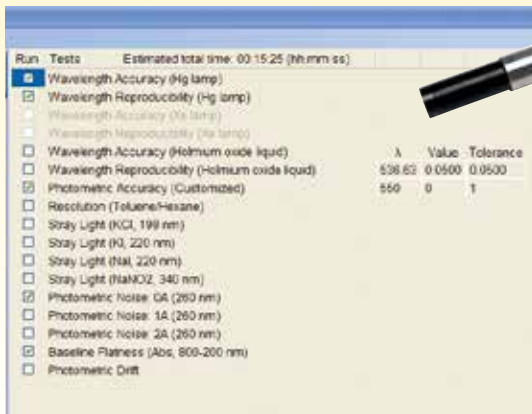 Run Tests Estimated total time: 00:15:25 (hh:mm:ss)
Wavelength Accuracy (Hg lamp)
Wavelength Reproducibility (Hg lamp)
Wavelength Accuracy (Xe lamp)
Wavelength Reproducibility (Xe lamp)
Wavelength Accuracy (Holmium oxide liquid) λ Value Tolerance
Wavelength Reproducibility (Holmium oxide liquid) 536.63 0.0500 0.0500
Photometric Accuracy (Customized) 550 0 1
Resolution (Toluene/Hexane)
Stray Light (KCl, 199 nm)
Stray Light (KI, 220 nm)
Stray Light (NaI, 220 nm)
Stray Light (NaNO2, 340 nm)
Photometric Noise: 0A (260 nm)
Photometric Noise: 1A (260 nm)
Photometric Noise: 2A (260 nm)
Baseline Flatness (Abs, 800-200 nm)
Photometric Drift